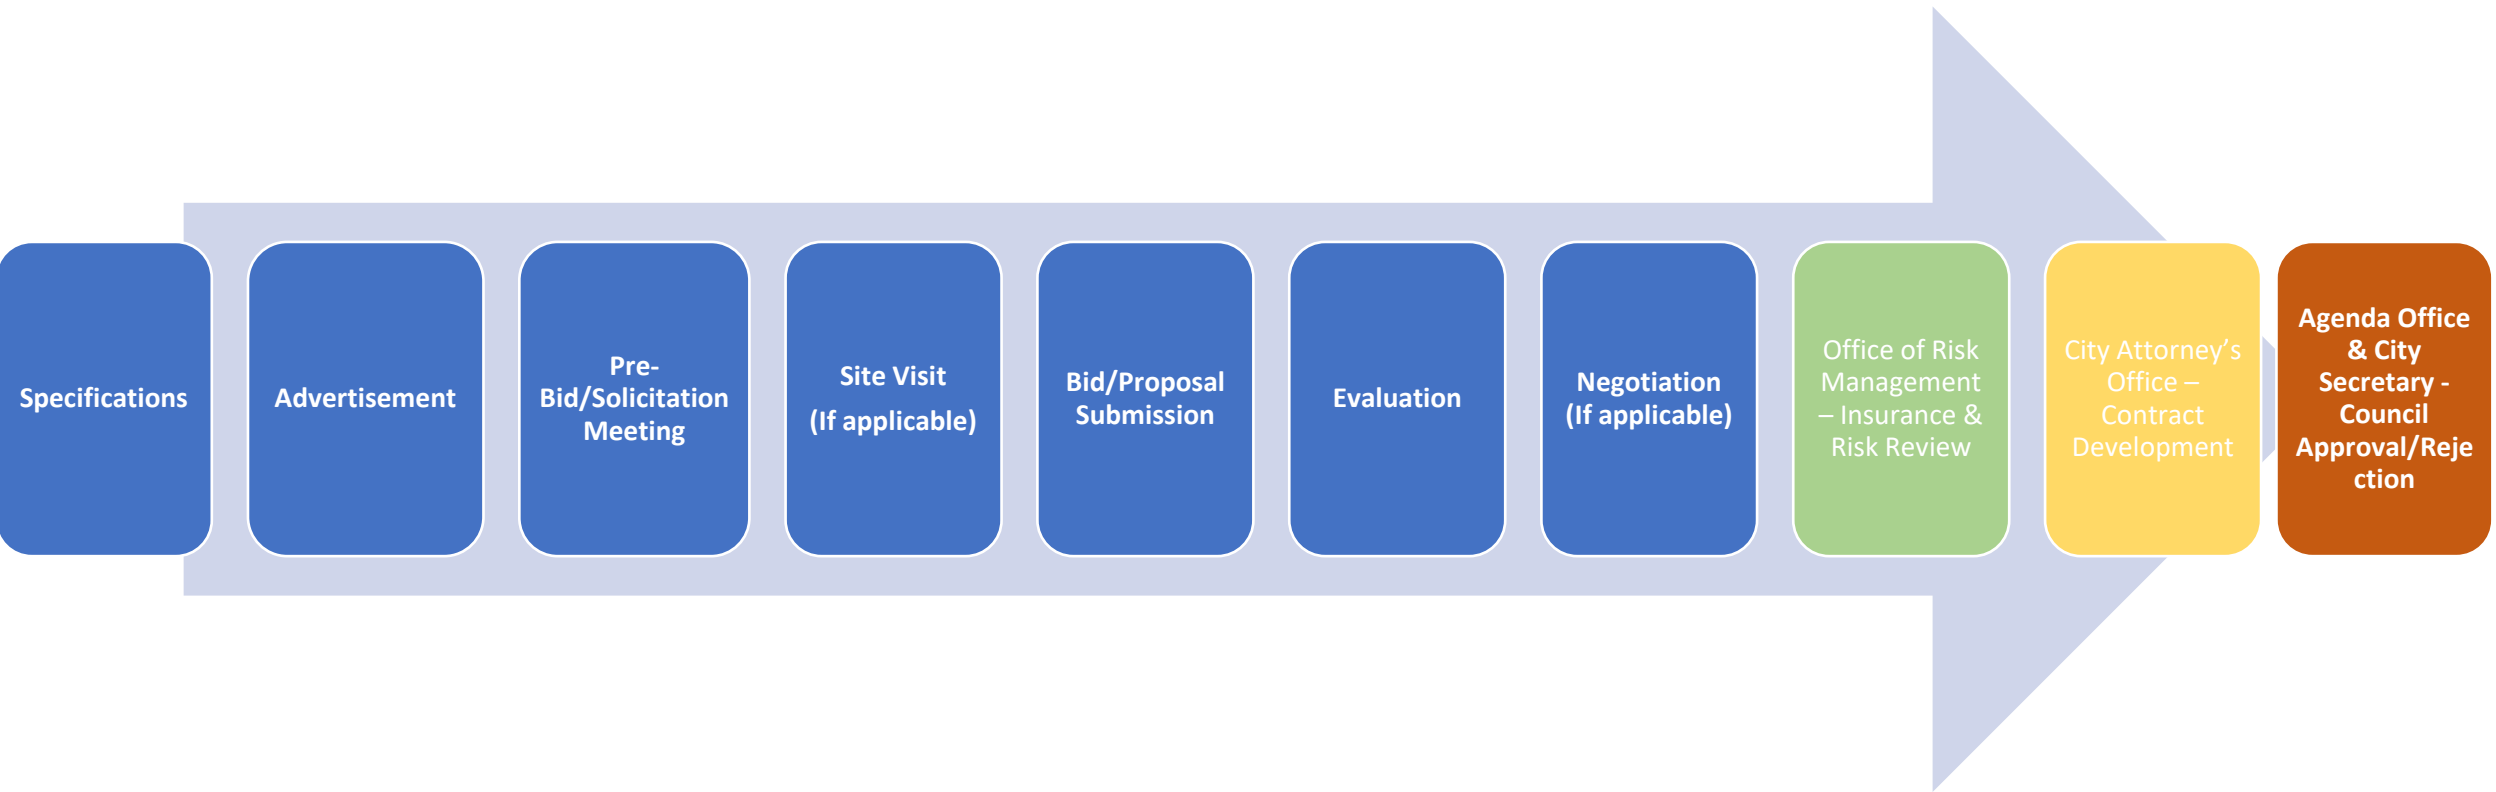 Specifications
Advertisement
Pre-
Bid/Solicitation
Meeting
Site Visit
(If applicable)
Bid/Proposal
Submission
Evaluation
Negotiation
(If applicable)
Office of Risk
Management
– Insurance &
Risk Review
City Attorney’s
Office –
Contract
Development
Agenda Office
& City
Secretary -
Council
Approval/Reje
ction